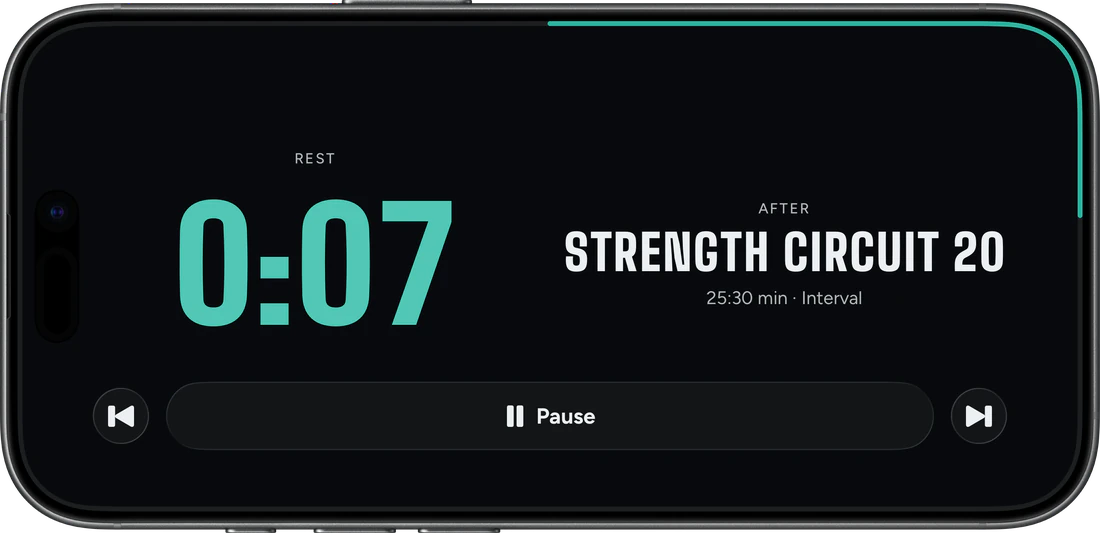 REST
0:07
AFTER
STRENGTH CIRCUIT 20
25:30 min · Interval
Pause